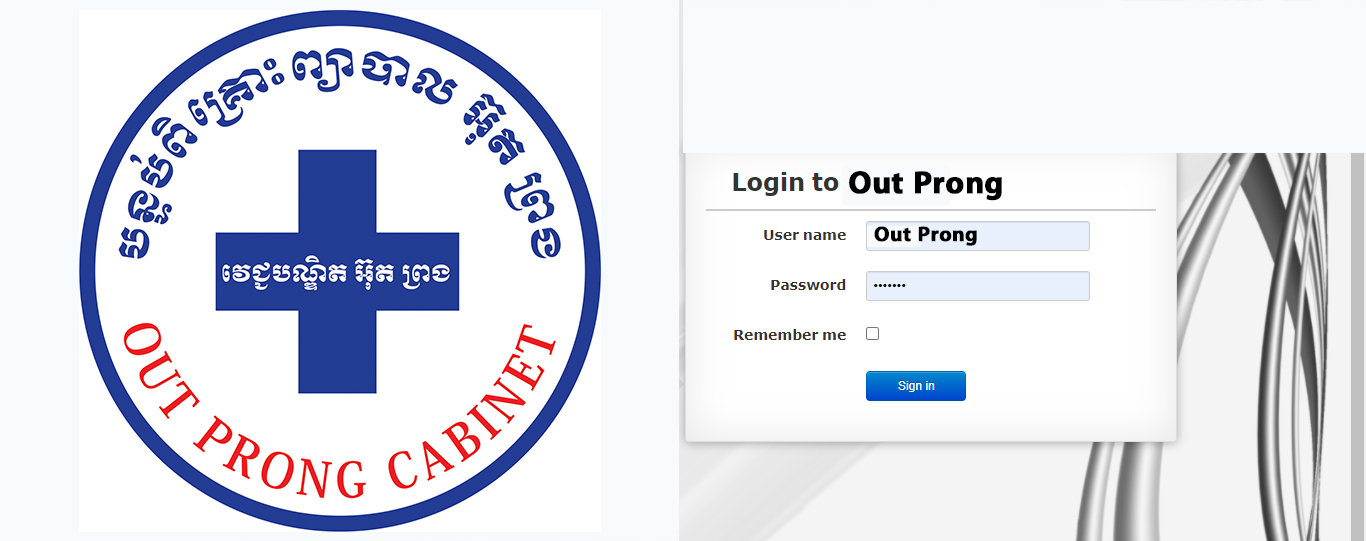 បន្ទប់ពិគ្រោះព្យាបាល អ៊ុត ព្រង
វេជ្ជបណ្ឌិត អ៊ុត ព្រង
OUT PRONG CABINET
Login to Out Prong
User name Out Prong
Password •••••••
Remember me
Sign in